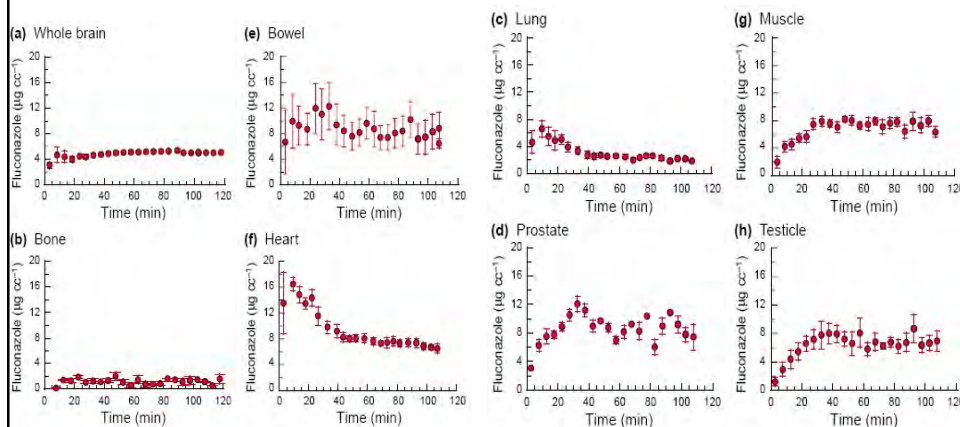 (a) Whole brain
Fluconazole (µg cc⁻¹)
20
16
12
8
4
0
0 20 40 60 80 100 120
Time (min)
(e) Bowel
Fluconazole (µg cc⁻¹)
20
16
12
8
4
0
0 20 40 60 80 100 120
Time (min)
(c) Lung
Fluconazole (µg cc⁻¹)
20
16
12
8
4
0
0 20 40 60 80 100 120
Time (min)
(g) Muscle
Fluconazole (µg cc⁻¹)
20
16
12
8
4
0
0 20 40 60 80 100 120
Time (min)
(b) Bone
Fluconazole (µg cc⁻¹)
20
16
12
8
4
0
0 20 40 60 80 100 120
Time (min)
(f) Heart
Fluconazole (µg cc⁻¹)
20
16
12
8
4
0
0 20 40 60 80 100 120
Time (min)
(d) Prostate
Fluconazole (µg cc⁻¹)
20
16
12
8
4
0
0 20 40 60 80 100 120
Time (min)
(h) Testicle
Fluconazole (µg cc⁻¹)
20
16
12
8
4
0
0 20 40 60 80 100 120
Time (min)